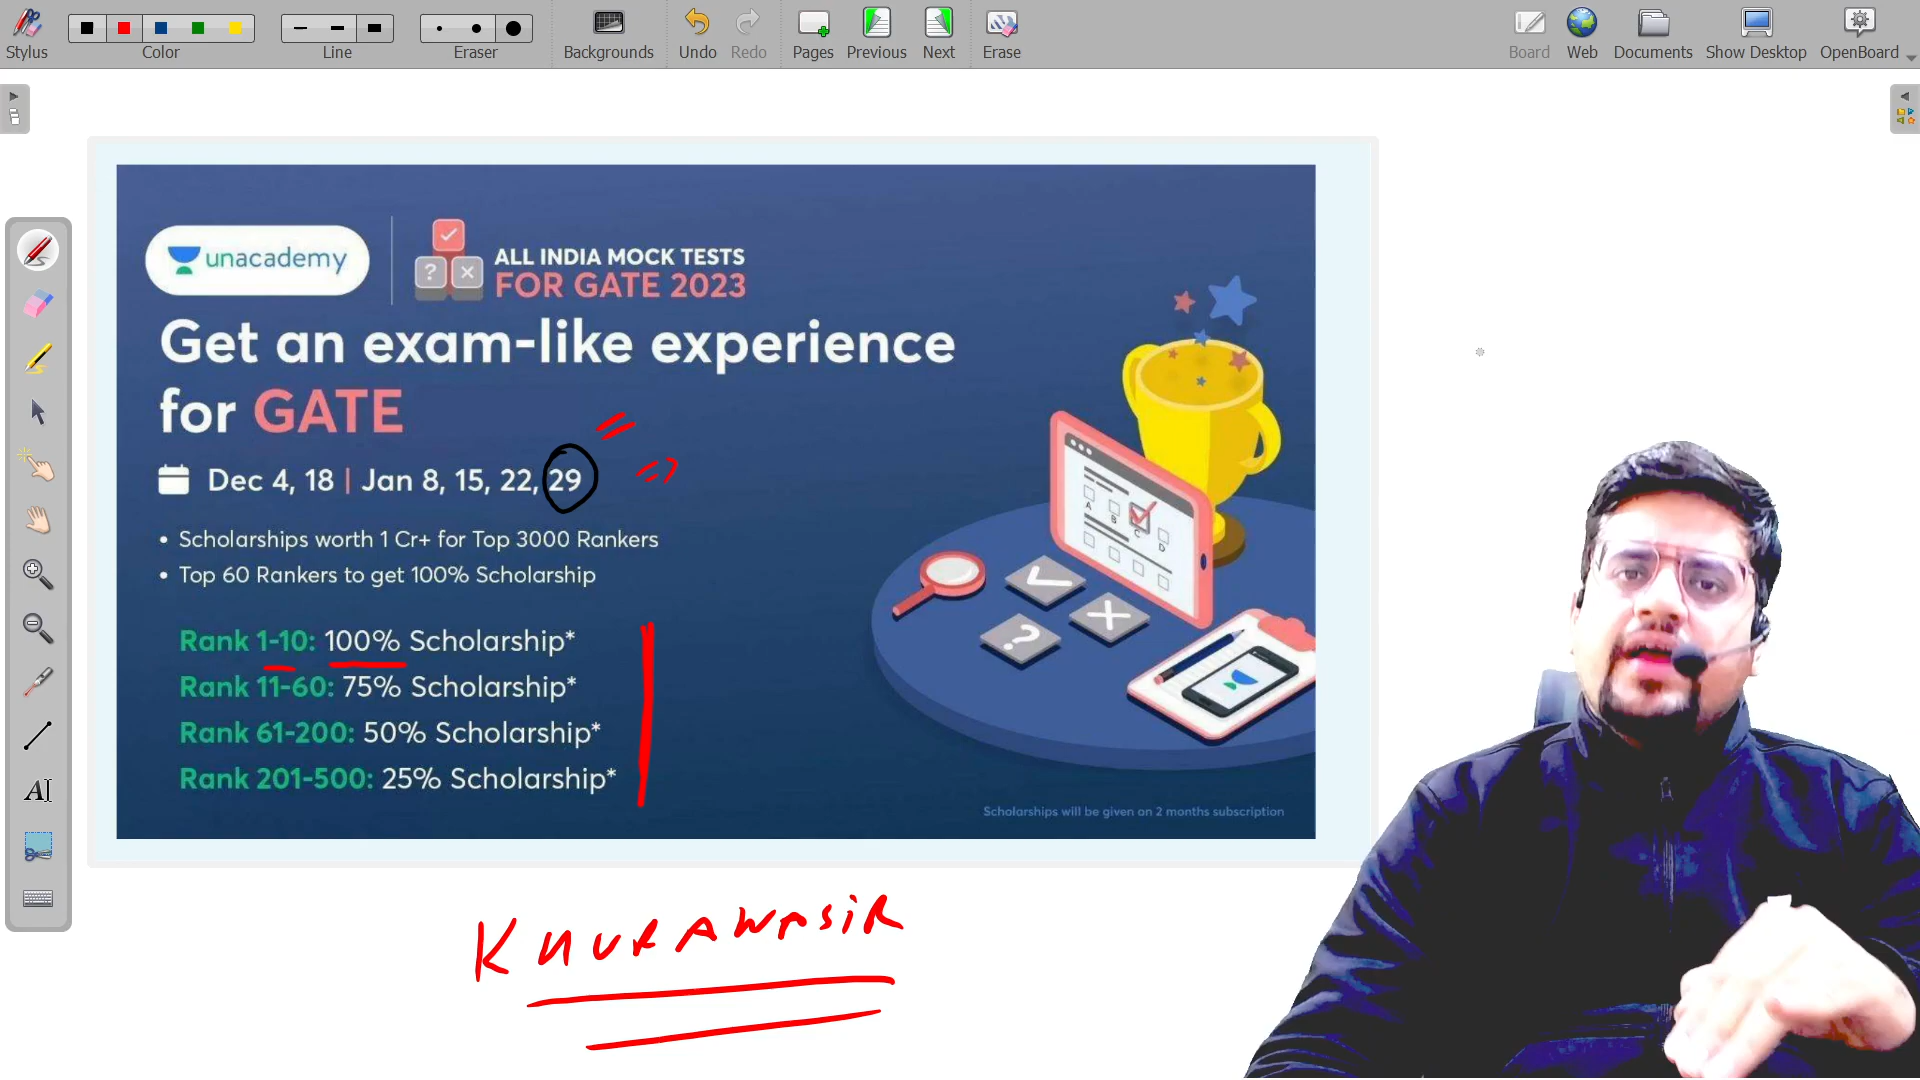 Stylus Color Line Eraser Backgrounds Undo Redo Pages Previous Next Erase Board Web Documents Show Desktop OpenBoard
unacademy
ALL INDIA MOCK TESTS
FOR GATE 2023
Get an exam-like experience
for GATE
Dec 4, 18 | Jan 8, 15, 22, 29
• Scholarships worth 1 Cr+ for Top 3000 Rankers
• Top 60 Rankers to get 100% Scholarship
Rank 1-10: 100% Scholarship*
Rank 11-60: 75% Scholarship*
Rank 61-200: 50% Scholarship*
Rank 201-500: 25% Scholarship*
A
B
C
D
Scholarships will be given on 2 months subscription